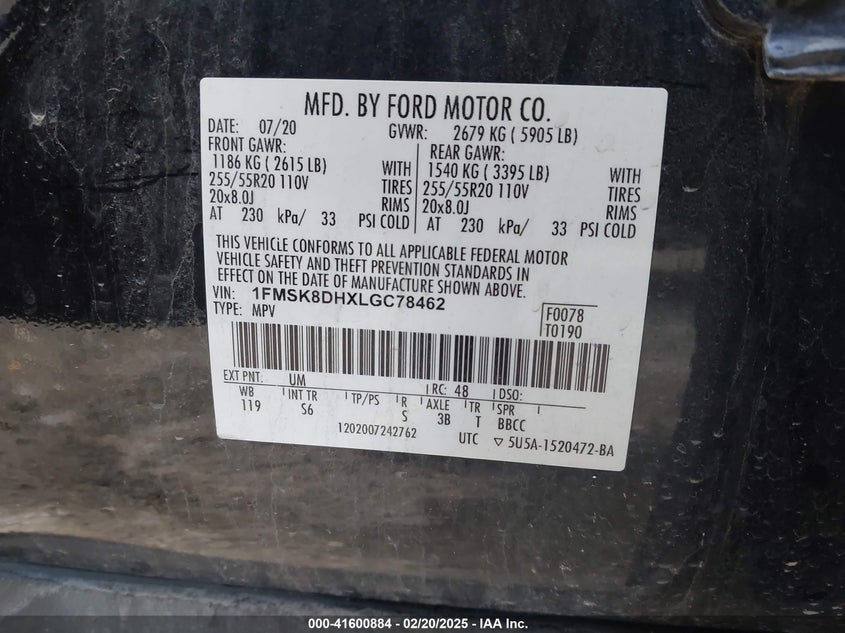 MFD. BY FORD MOTOR CO.
DATE: 07/20 GVWR: 2679 KG ( 5905 LB)
FRONT GAWR: REAR GAWR:
1186 KG ( 2615 LB) WITH 1540 KG ( 3395 LB) WITH
255/55R20 110V TIRES 255/55R20 110V TIRES
20x8.0J RIMS 20x8.0J RIMS
AT 230 kPa/ 33 PSI COLD AT 230 kPa/ 33 PSI COLD
THIS VEHICLE CONFORMS TO ALL APPLICABLE FEDERAL MOTOR
VEHICLE SAFETY AND THEFT PREVENTION STANDARDS IN
EFFECT ON THE DATE OF MANUFACTURE SHOWN ABOVE.
VIN: 1FMSK8DHXLGC78462
TYPE: MPV
F0078
T0190
EXT PNT: UM RC: 48 DSO:
WB INT TR TP/PS R AXLE TR SPR
119 S6 S 3B T BBCC
1202007242762 UTC ▽ 5U5A-1520472-BA
000-41600884 - 02/20/2025 - IAA Inc.